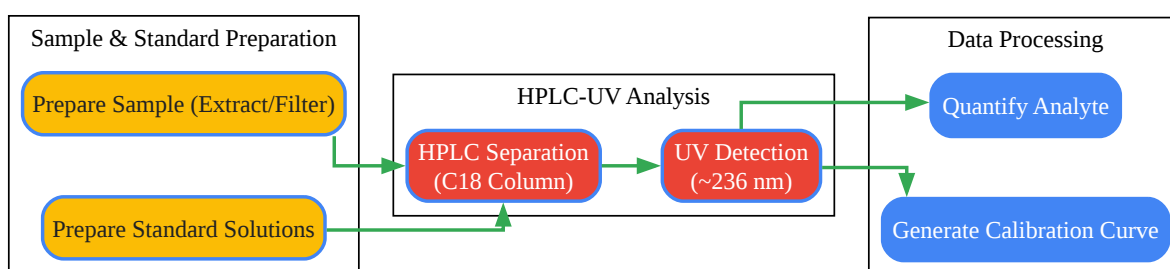 Sample & Standard Preparation
Prepare Sample (Extract/Filter)
Prepare Standard Solutions
HPLC-UV Analysis
HPLC Separation
(C18 Column)
UV Detection
(~236 nm)
Data Processing
Quantify Analyte
Generate Calibration Curve